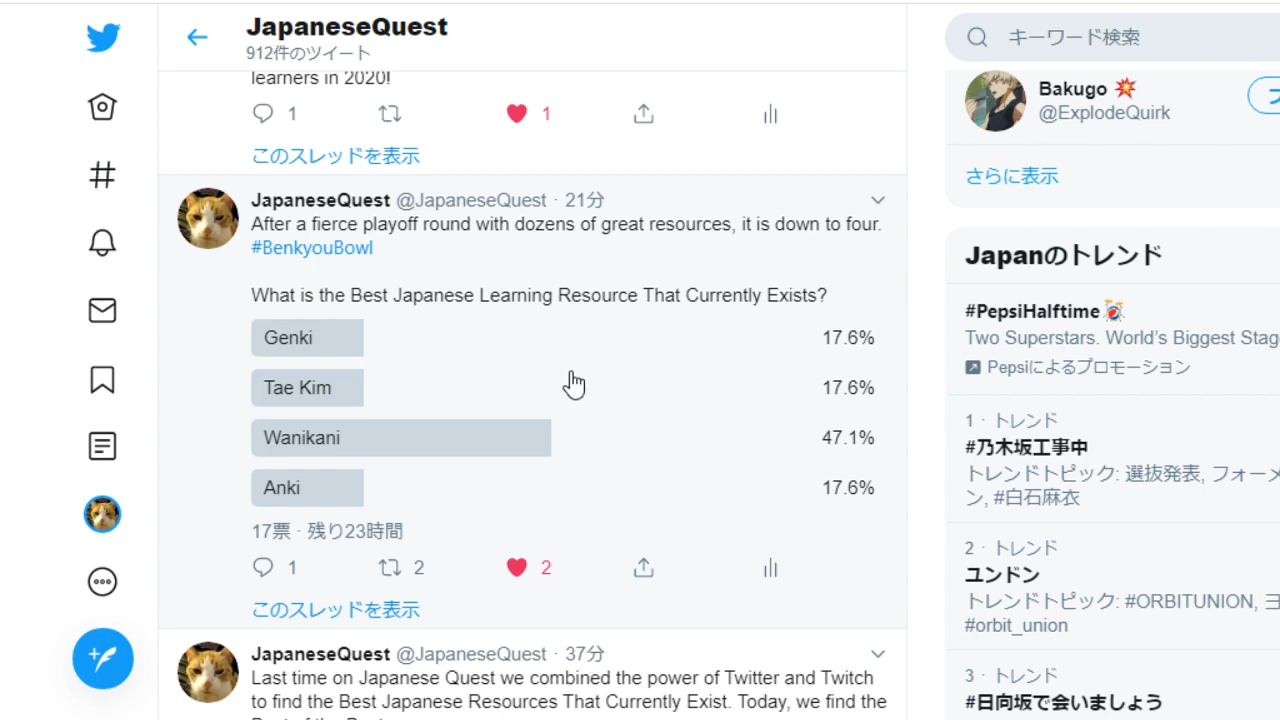 JapaneseQuest
912件のツイート
learners in 2020!
1
1
このスレッドを表示
JapaneseQuest @JapaneseQuest · 21分
After a fierce playoff round with dozens of great resources, it is down to four.
#BenkyouBowl
What is the Best Japanese Learning Resource That Currently Exists?
Genki 17.6%
Tae Kim 17.6%
Wanikani 47.1%
Anki 17.6%
17票 · 残り23時間
1 2 2
このスレッドを表示
JapaneseQuest @JapaneseQuest · 37分
Last time on Japanese Quest we combined the power of Twitter and Twitch
to find the Best Japanese Resources That Currently Exist. Today, we find the
キーワード検索
Bakugo
@ExplodeQuirk
フ
さらに表示
Japanのトレンド
#PepsiHalftime
Two Superstars. World's Biggest Stag
Pepsiによるプロモーション
1 · トレンド
#乃木坂工事中
トレンドトピック: 選抜発表, フォーメ
ン, #白石麻衣
2 · トレンド
ユンドン
トレンドトピック: #ORBITUNION, ヨ
#orbit_union
3 · トレンド
#日向坂で会いましょう